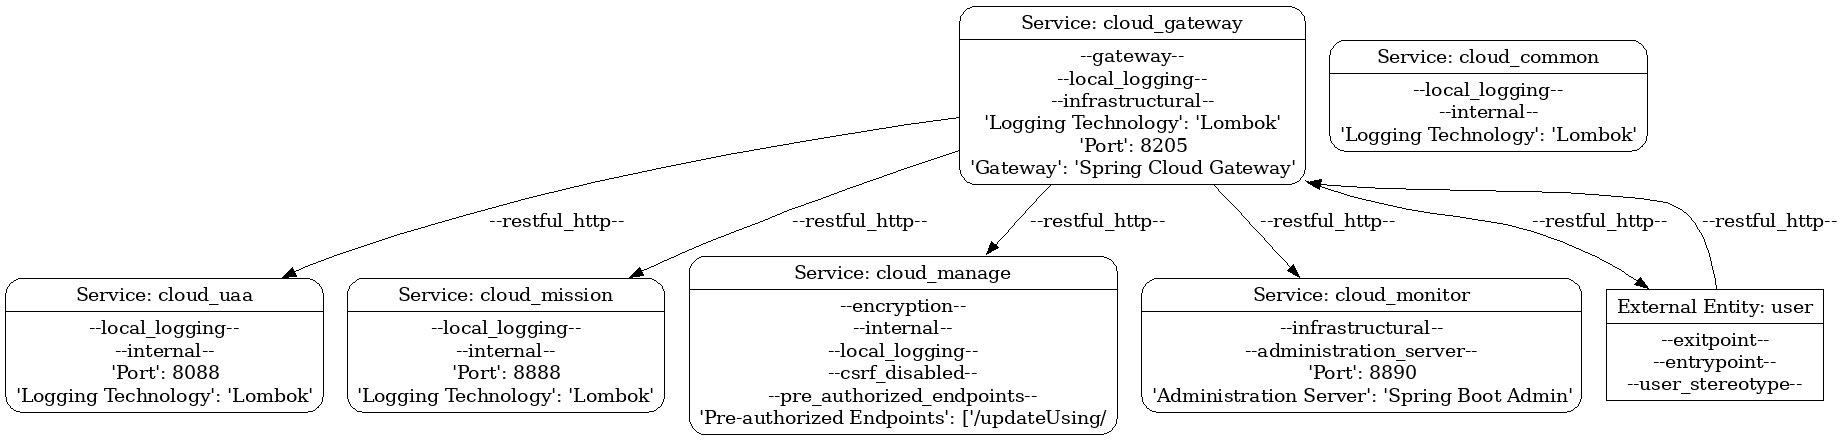 Service: cloud_gateway
--gateway--
--local_logging--
--infrastructural--
'Logging Technology': 'Lombok'
'Port': 8205
'Gateway': 'Spring Cloud Gateway'
Service: cloud_common
--local_logging--
--internal--
'Logging Technology': 'Lombok'
--restful_http--
--restful_http--
--restful_http--
--restful_http--
--restful_http--
--restful_http--
Service: cloud_uaa
--local_logging--
--internal--
'Port': 8088
'Logging Technology': 'Lombok'
Service: cloud_mission
--local_logging--
--internal--
'Port': 8888
'Logging Technology': 'Lombok'
Service: cloud_manage
--encryption--
--internal--
--local_logging--
--csrf_disabled--
--pre_authorized_endpoints--
'Pre-authorized Endpoints': ['/updateUsing/
Service: cloud_monitor
--infrastructural--
--administration_server--
'Port': 8890
'Administration Server': 'Spring Boot Admin'
External Entity: user
--exitpoint--
--entrypoint--
--user_stereotype--